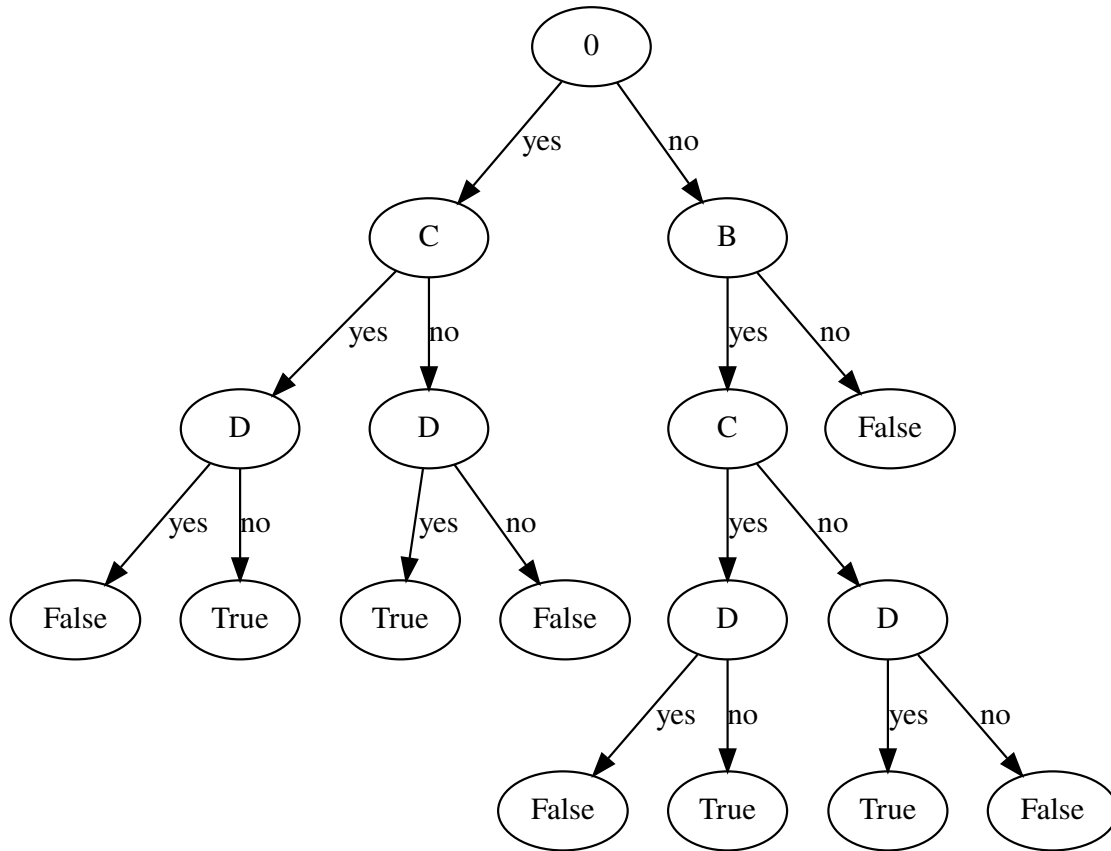 0
yes no
C B
yes no yes no
D D C False
yes no yes no yes no
False True True False D D
yes no yes no
False True True False